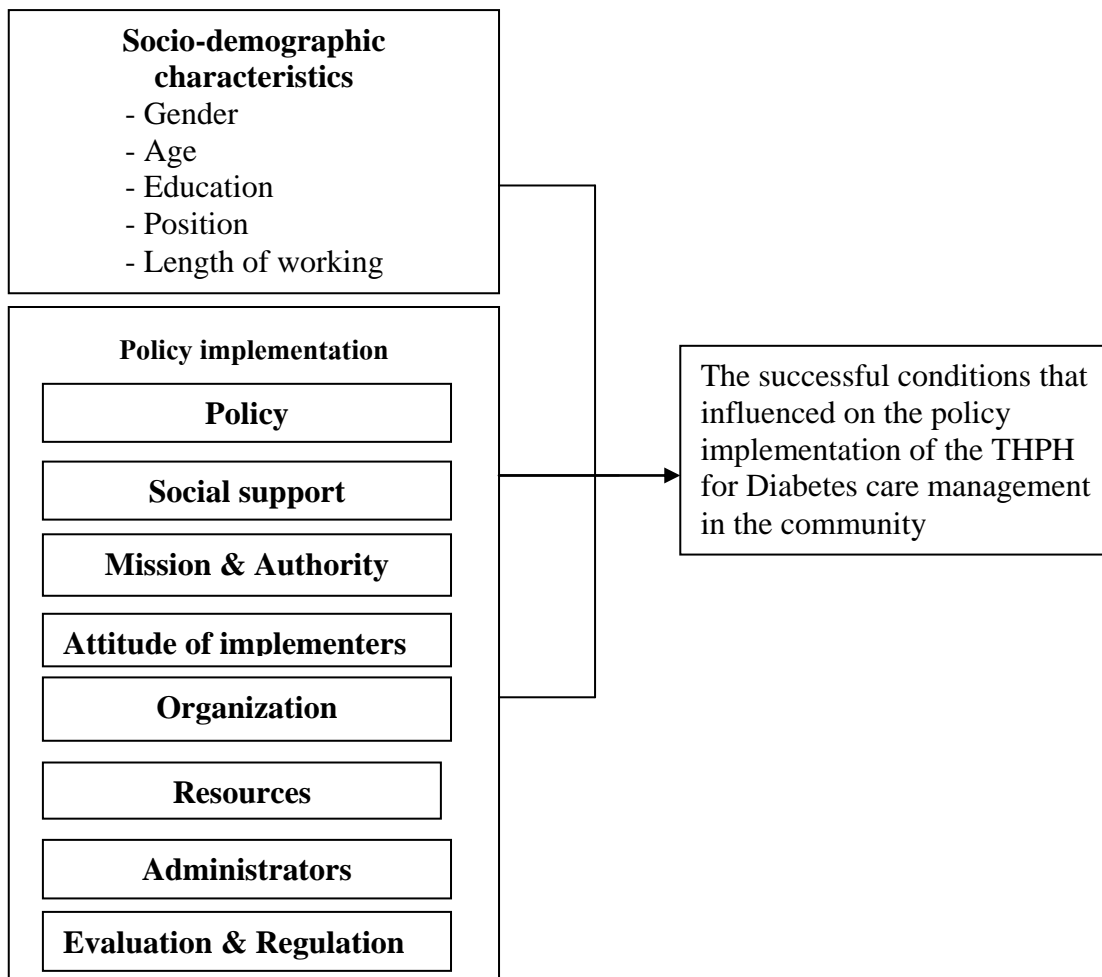 Socio-demographic
characteristics
- Gender
- Age
- Education
- Position
- Length of working
Policy implementation
Policy
Social support
Mission & Authority
Attitude of implementers
Organization
Resources
Administrators
Evaluation & Regulation
The successful conditions that
influenced on the policy
implementation of the THPH
for Diabetes care management
in the community